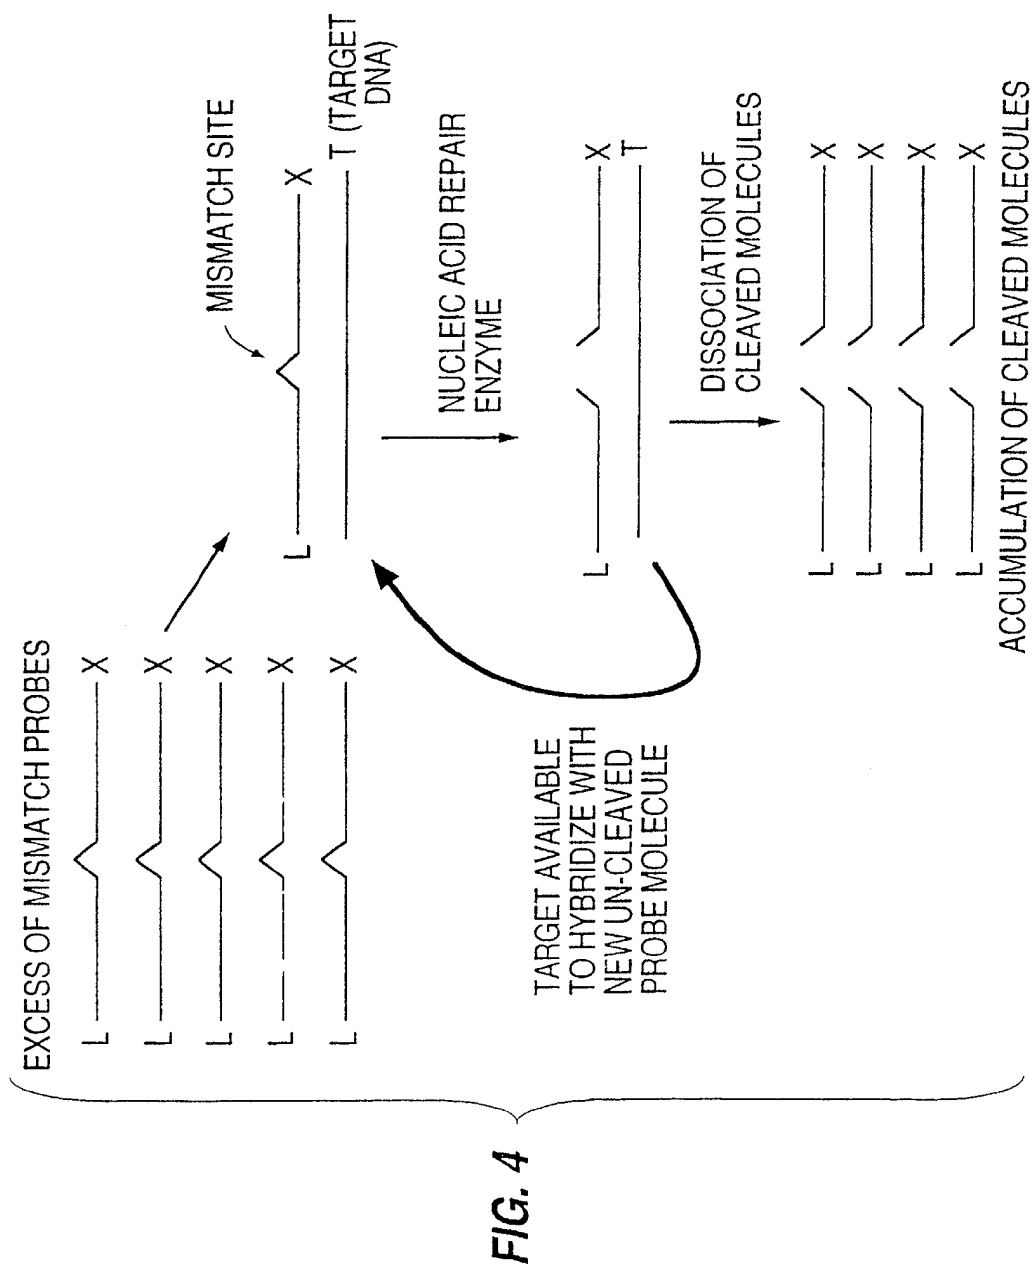 EXCESS OF MISMATCH PROBES
L X
L X
L X
L X
L X
MISMATCH SITE
L X
T (TARGET
DNA)
NUCLEIC ACID REPAIR
ENZYME
L X
T
TARGET AVAILABLE
TO HYBRIDIZE WITH
NEW UN-CLEAVED
PROBE MOLECULE
DISSOCIATION OF
CLEAVED MOLECULES
L X
L X
L X
L X
ACCUMULATION OF CLEAVED MOLECULES
FIG. 4